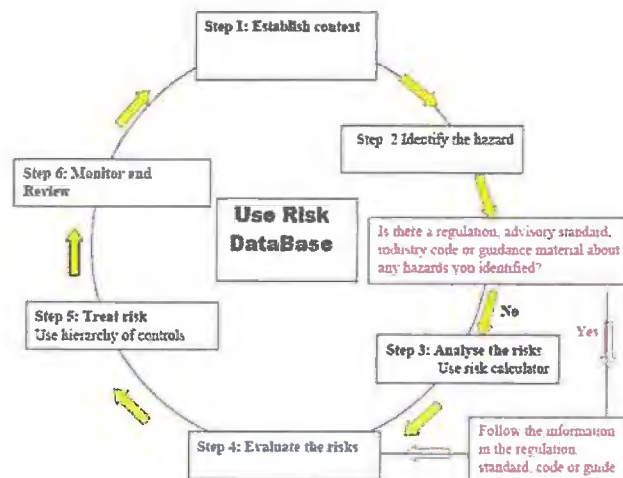 Step 1: Establish context
Step 2 Identify the hazard
Step 6: Monitor and
Review
Use Risk
DataBase
Is there a regulation, advisory standard,
industry code or guidance material about
any hazards you identified?
No
Yes
Step 5: Treat risk
Use hierarchy of controls
Step 3: Analyse the risks
Use risk calculator
Step 4: Evaluate the risks
Follow the information
in the regulation
standard, code or guide